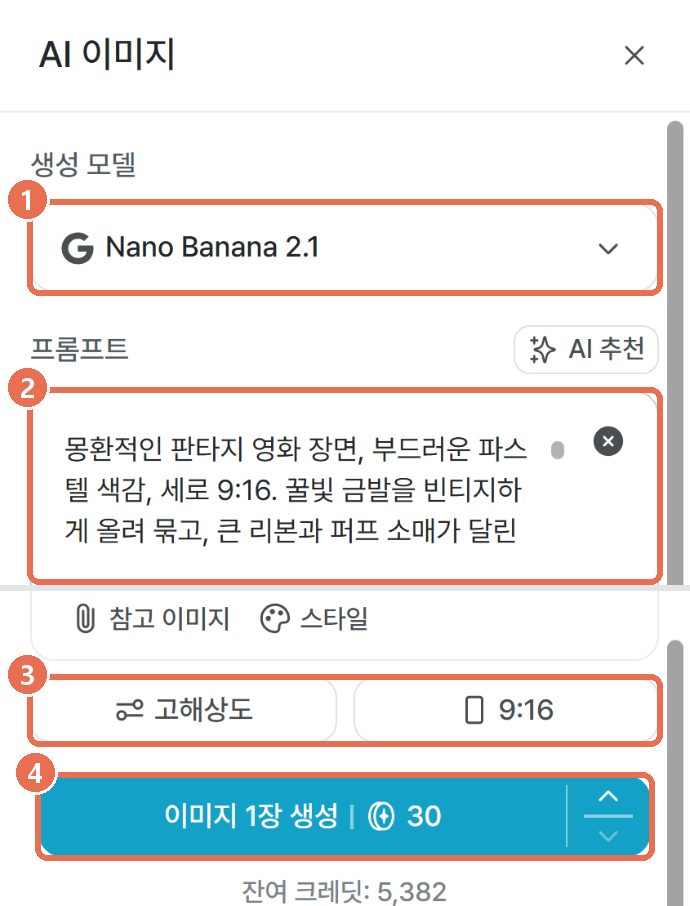 AI 이미지
생성 모델
1
Nano Banana 2.1
프롬프트
AI 추천
2
몽환적인 판타지 영화 장면, 부드러운 파스
텔 색감, 세로 9:16. 꿀빛 금발을 빈티지하
게 올려 묶고, 큰 리본과 퍼프 소매가 달린
참고 이미지 스타일
3
고해상도 9:16
4
이미지 1장 생성 | 30
잔여 크레딧: 5,382